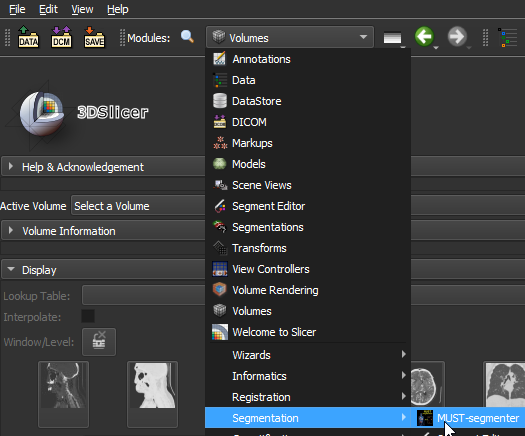 File Edit View Help
DATA DCM SAVE Modules: Volumes
Annotations
Data
DataStore
DICOM
Markups
Models
Scene Views
Segment Editor
Segmentations
Transforms
View Controllers
Volume Rendering
Volumes
Welcome to Slicer
Wizards
Informatics
Registration
Segmentation
MUST-segmenter
3DSlicer
Help & Acknowledgement
Active Volume Select a Volume
Volume Information
Display
Lookup Table:
Interpolate:
Window/Level: